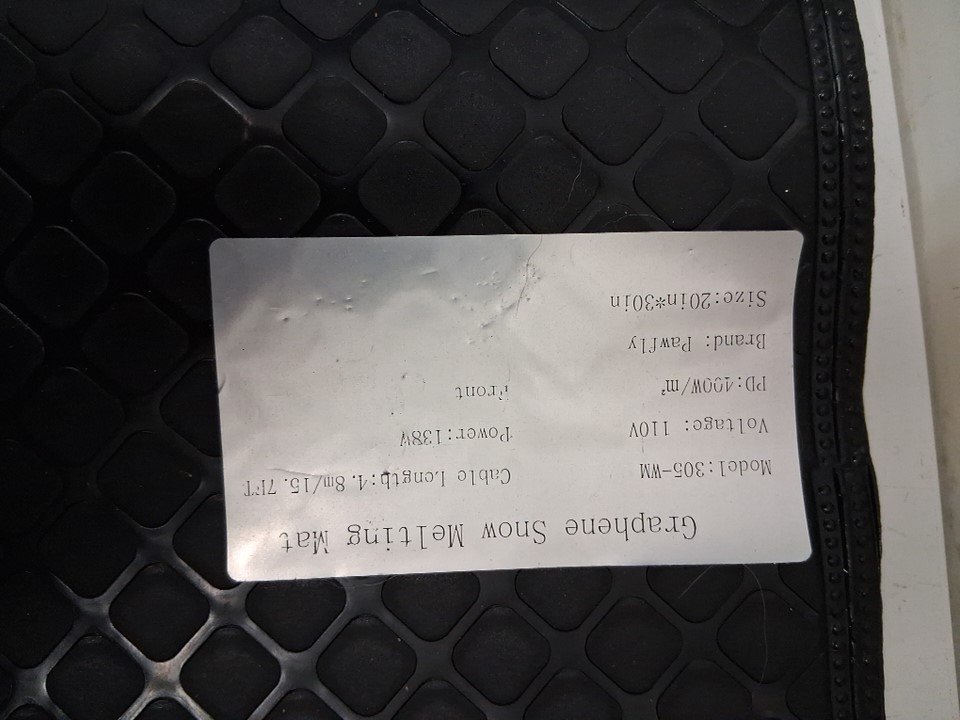 Graphene Snow Melting Mat
Model:305-WM Cable Length:4.8m/15.7FT
Voltage: 110V Power:138W
PD:400W/m² Front
Brand: Pawfly
Size:20in*30in